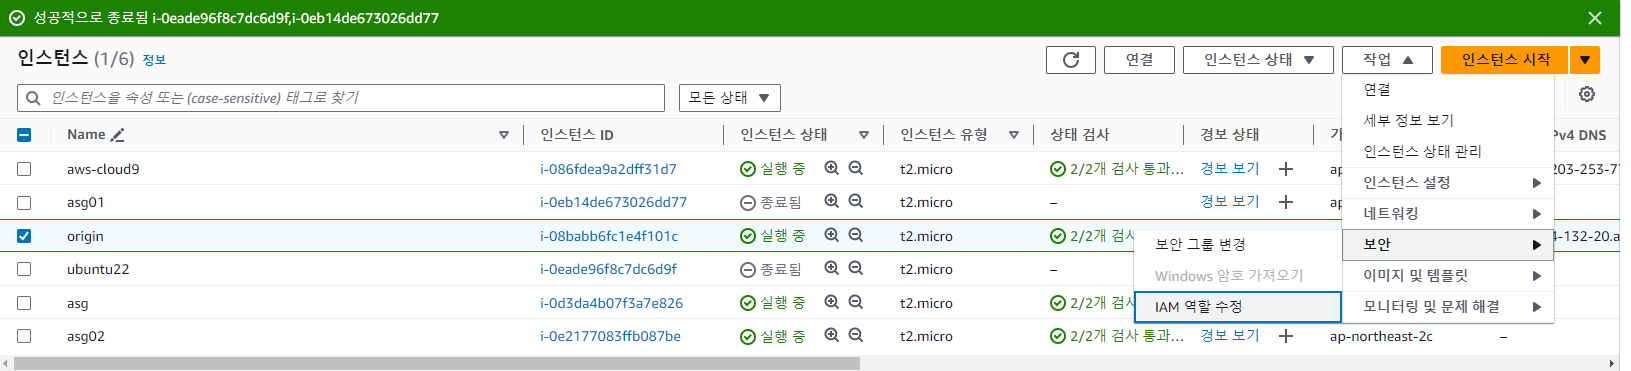 성공적으로 종료됨 i-0eade96f8c7dc6d9f,i-0eb14de673026dd77
인스턴스 (1/6) 정보
연결
인스턴스 상태
작업
인스턴스 시작
인스턴스을 속성 또는 (case-sensitive) 태그로 찾기
모든 상태
Name 인스턴스 ID 인스턴스 상태 인스턴스 유형 상태 검사 경보 상태 가 Pv4 DNS
aws-cloud9 i-086fdea9a2dff31d7 실행 중 t2.micro 2/2개 검사 통과... 경보 보기 ap 203-253-7
asg01 i-0eb14de673026dd77 종료됨 t2.micro – 경보 보기 ap
origin i-08babb6fc1e4f101c 실행 중 t2.micro 2/2개 검사 4-132-20.a
ubuntu22 i-0eade96f8c7dc6d9f 종료됨 t2.micro –
asg i-0d3da4b07f3a7e826 실행 중 t2.micro 2/2개 검사
asg02 i-0e2177083ffb087be 실행 중 t2.micro 2/2개 검사 통과... 경보 보기 ap-northeast-2c –
연결
세부 정보 보기
인스턴스 상태 관리
인스턴스 설정
네트워킹
보안
이미지 및 템플릿
모니터링 및 문제 해결
보안 그룹 변경
Windows 암호 가져오기
IAM 역할 수정